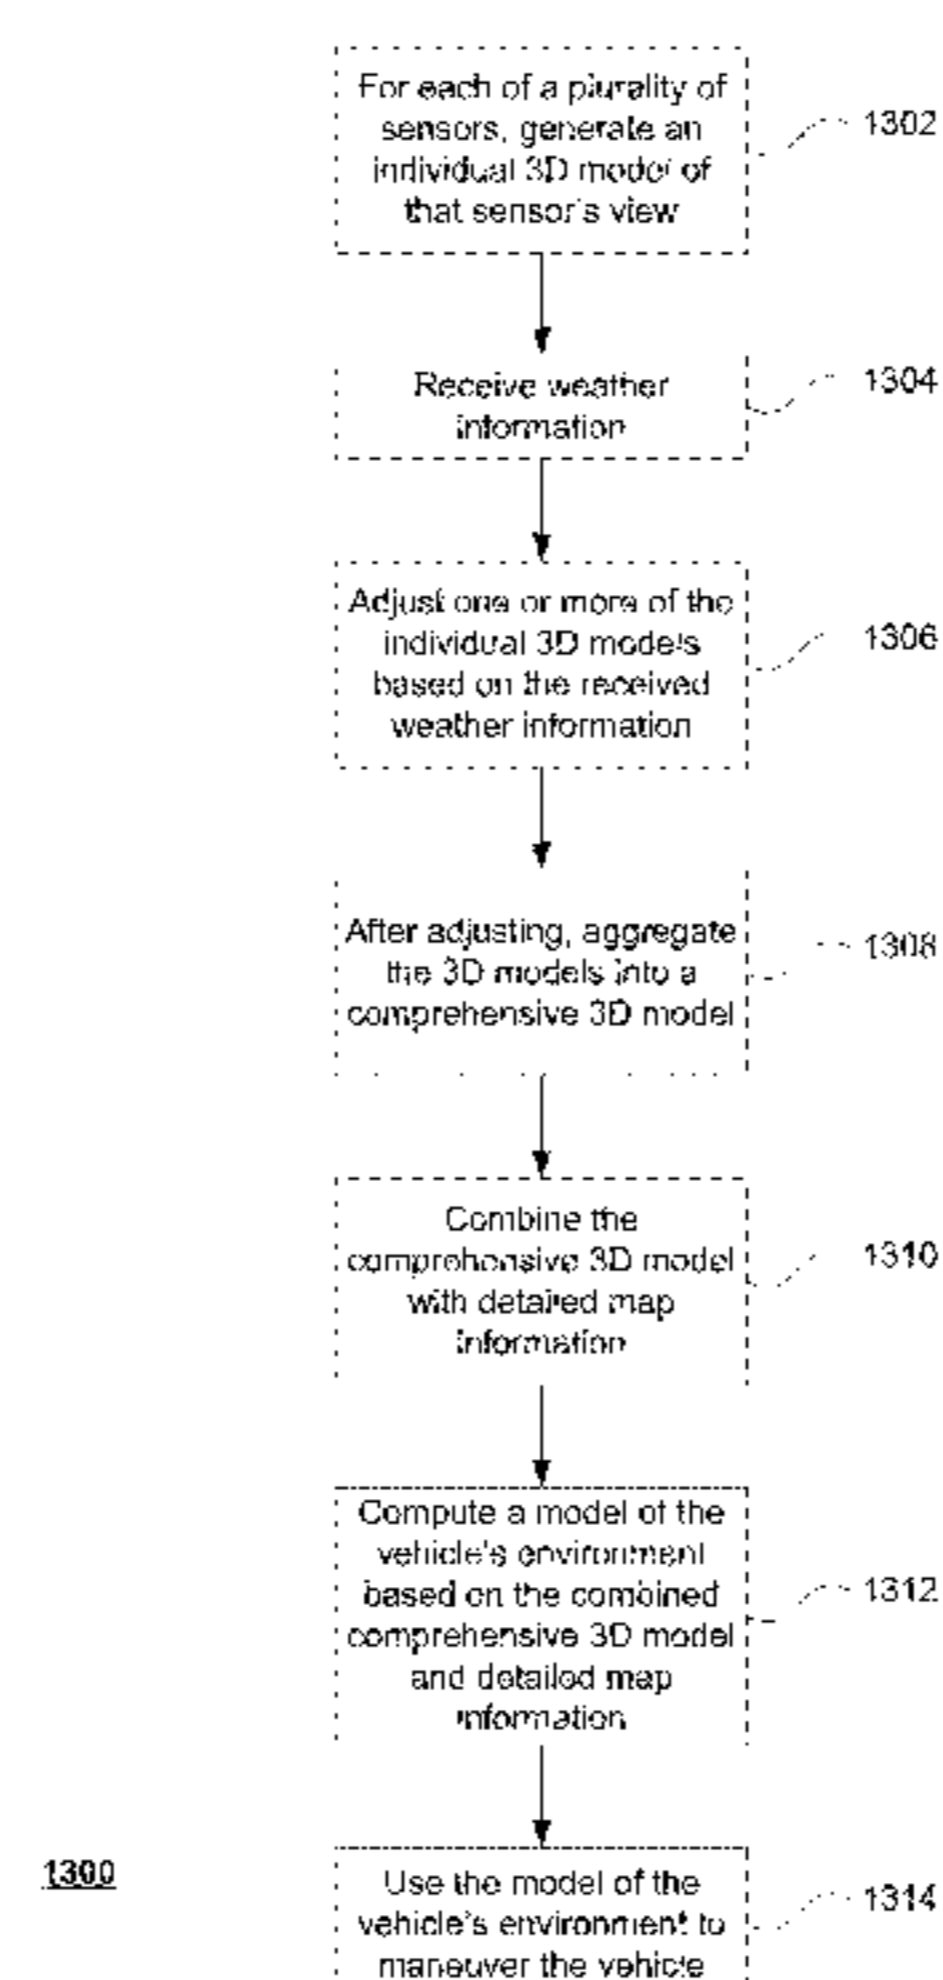 For each of a plurality of
sensors, generate an
individual 3D model of
that sensor's view
1302
Receive weather
information
1304
Adjust one or more of the
individual 3D models
based on the received
weather information
1306
After adjusting, aggregate
the 3D models into a
comprehensive 3D model
1308
Combine the
comprehensive 3D model
with detailed map
information
1310
Compute a model of the
vehicle's environment
based on the combined
comprehensive 3D model
and detailed map
information
1312
Use the model of the
vehicle's environment to
maneuver the vehicle
1314
1300